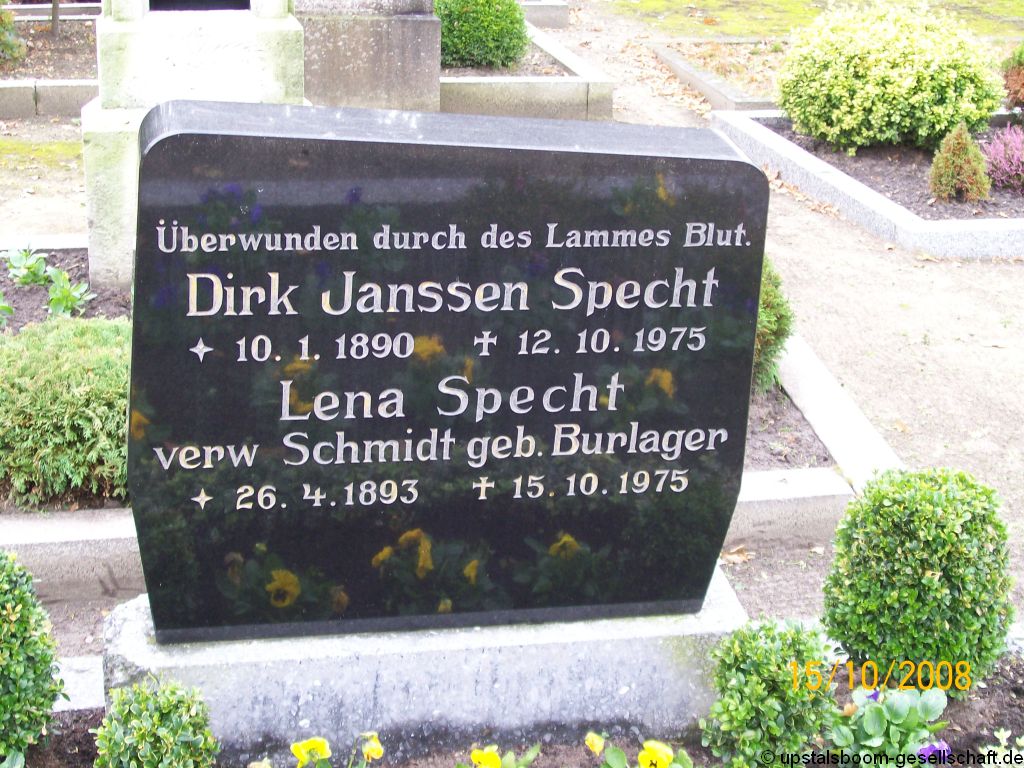 Überwunden durch des Lammes Blut.
Dirk Janssen Specht
✦ 10. 1. 1890 ✝ 12. 10. 1975
Lena Specht
verw Schmidt geb. Burlager
✦ 26. 4. 1893 ✝ 15. 10. 1975
15/10/2008
© upstalsboom-gesellschaft.de